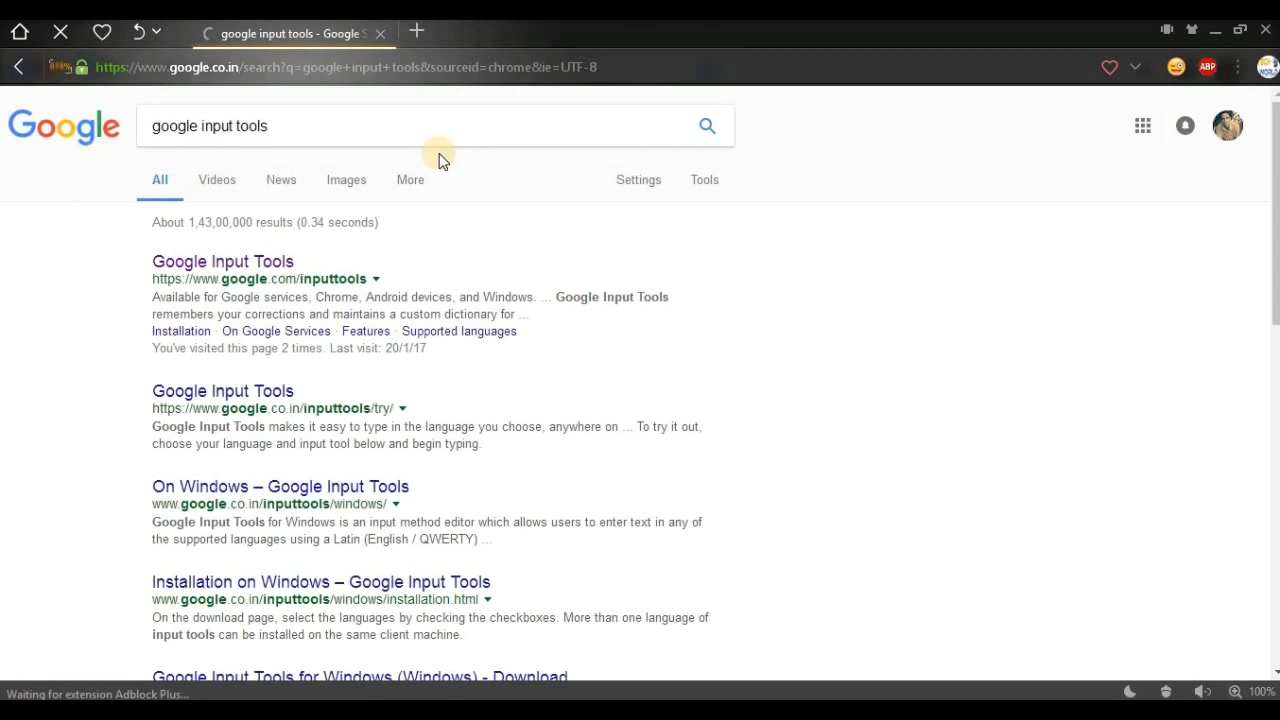 google input tools - Google S
https://www.google.co.in/search?q=google+input+tools&sourceid=chrome&ie=UTF-8
ABP
Google
google input tools
All Videos News Images More Settings Tools
About 1,43,00,000 results (0.34 seconds)
Google Input Tools
https://www.google.com/inputtools
Available for Google services, Chrome, Android devices, and Windows. ... Google Input Tools
remembers your corrections and maintains a custom dictionary for ...
Installation · On Google Services · Features · Supported languages
You've visited this page 2 times. Last visit: 20/1/17
Google Input Tools
https://www.google.co.in/inputtools/try/
Google Input Tools makes it easy to type in the language you choose, anywhere on ... To try it out,
choose your language and input tool below and begin typing.
On Windows – Google Input Tools
www.google.co.in/inputtools/windows/
Google Input Tools for Windows is an input method editor which allows users to enter text in any of
the supported languages using a Latin (English / QWERTY) ...
Installation on Windows – Google Input Tools
www.google.co.in/inputtools/windows/installation.html
On the download page, select the languages by checking the checkboxes. More than one language of
input tools can be installed on the same client machine.
Google Input Tools for Windows (Windows) - Download
Waiting for extension Adblock Plus...
100%